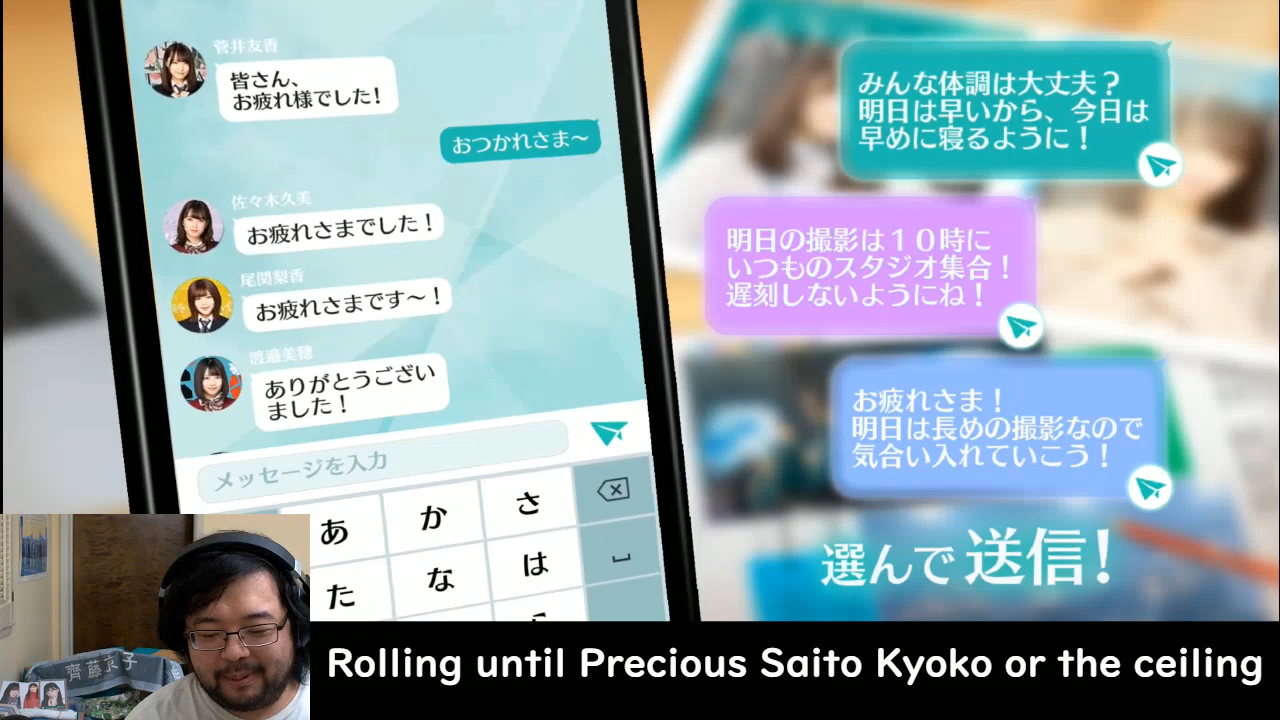 菅井友香
皆さん、
お疲れ様でした！
おつかれさま〜
佐々木久美
お疲れさまでした！
尾関梨香
お疲れさまです〜！
渡邉美穂
ありがとうござい
ました！
メッセージを入力
あ
か
さ
た
な
は
みんな体調は大丈夫？
明日は早いから、今日は
早めに寝るように！
明日の撮影は１０時に
いつものスタジオ集合！
遅刻しないようにね！
お疲れさま！
明日は長めの撮影なので
気合い入れていこう！
選んで送信！
齊藤京子
Rolling until Precious Saito Kyoko or the ceiling